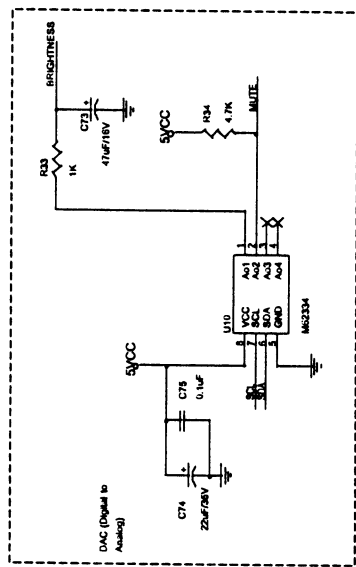 BRIGHTNESS
R33
1K
C73
47uF/16V
5VCC
R34
4.7K
MUTE
U10
1 Ao1
2 Ao2
3 Ao3
4 Ao4
VCC 8
SCL 7
SDA 6
GND 5
M62334
SCL
SDA
5VCC
C75
0.1uF
C74
22uF/35V
DAC (Digital to
Analog)